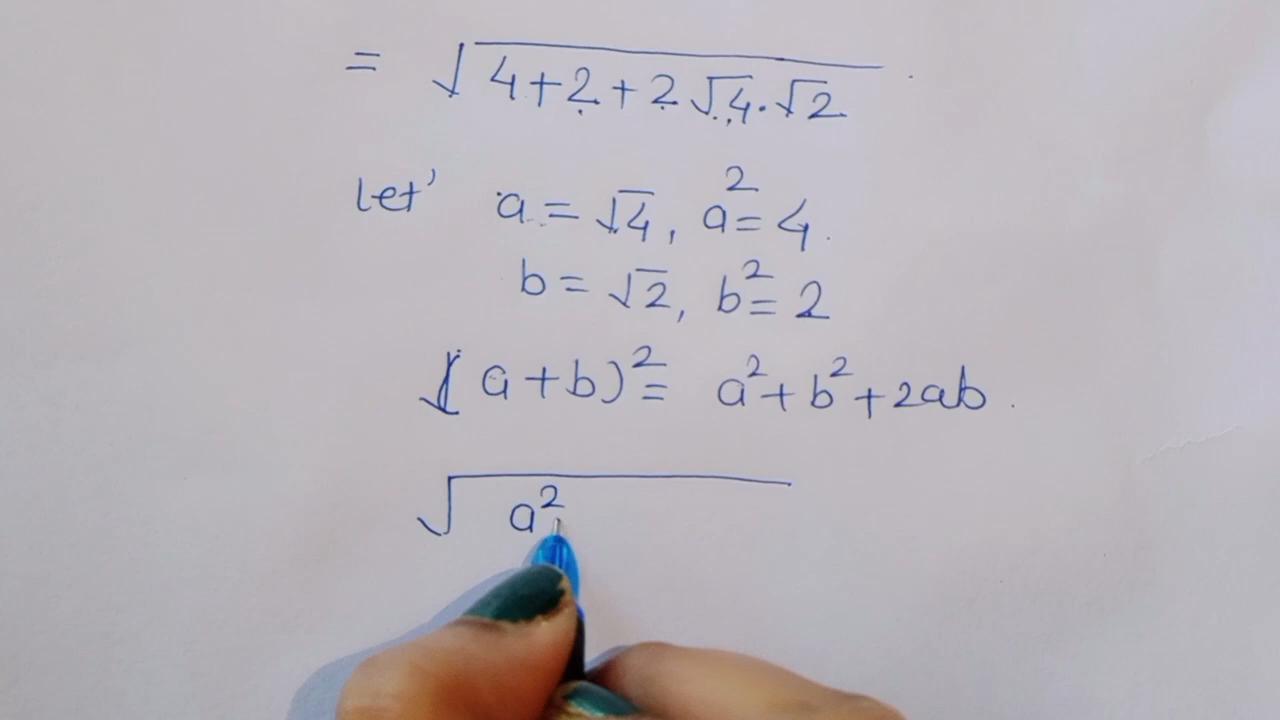 = √4+2+2√4.√2
let' a = √4, a² = 4.
b = √2, b² = 2
(a+b)² = a²+b²+2ab.
√a²